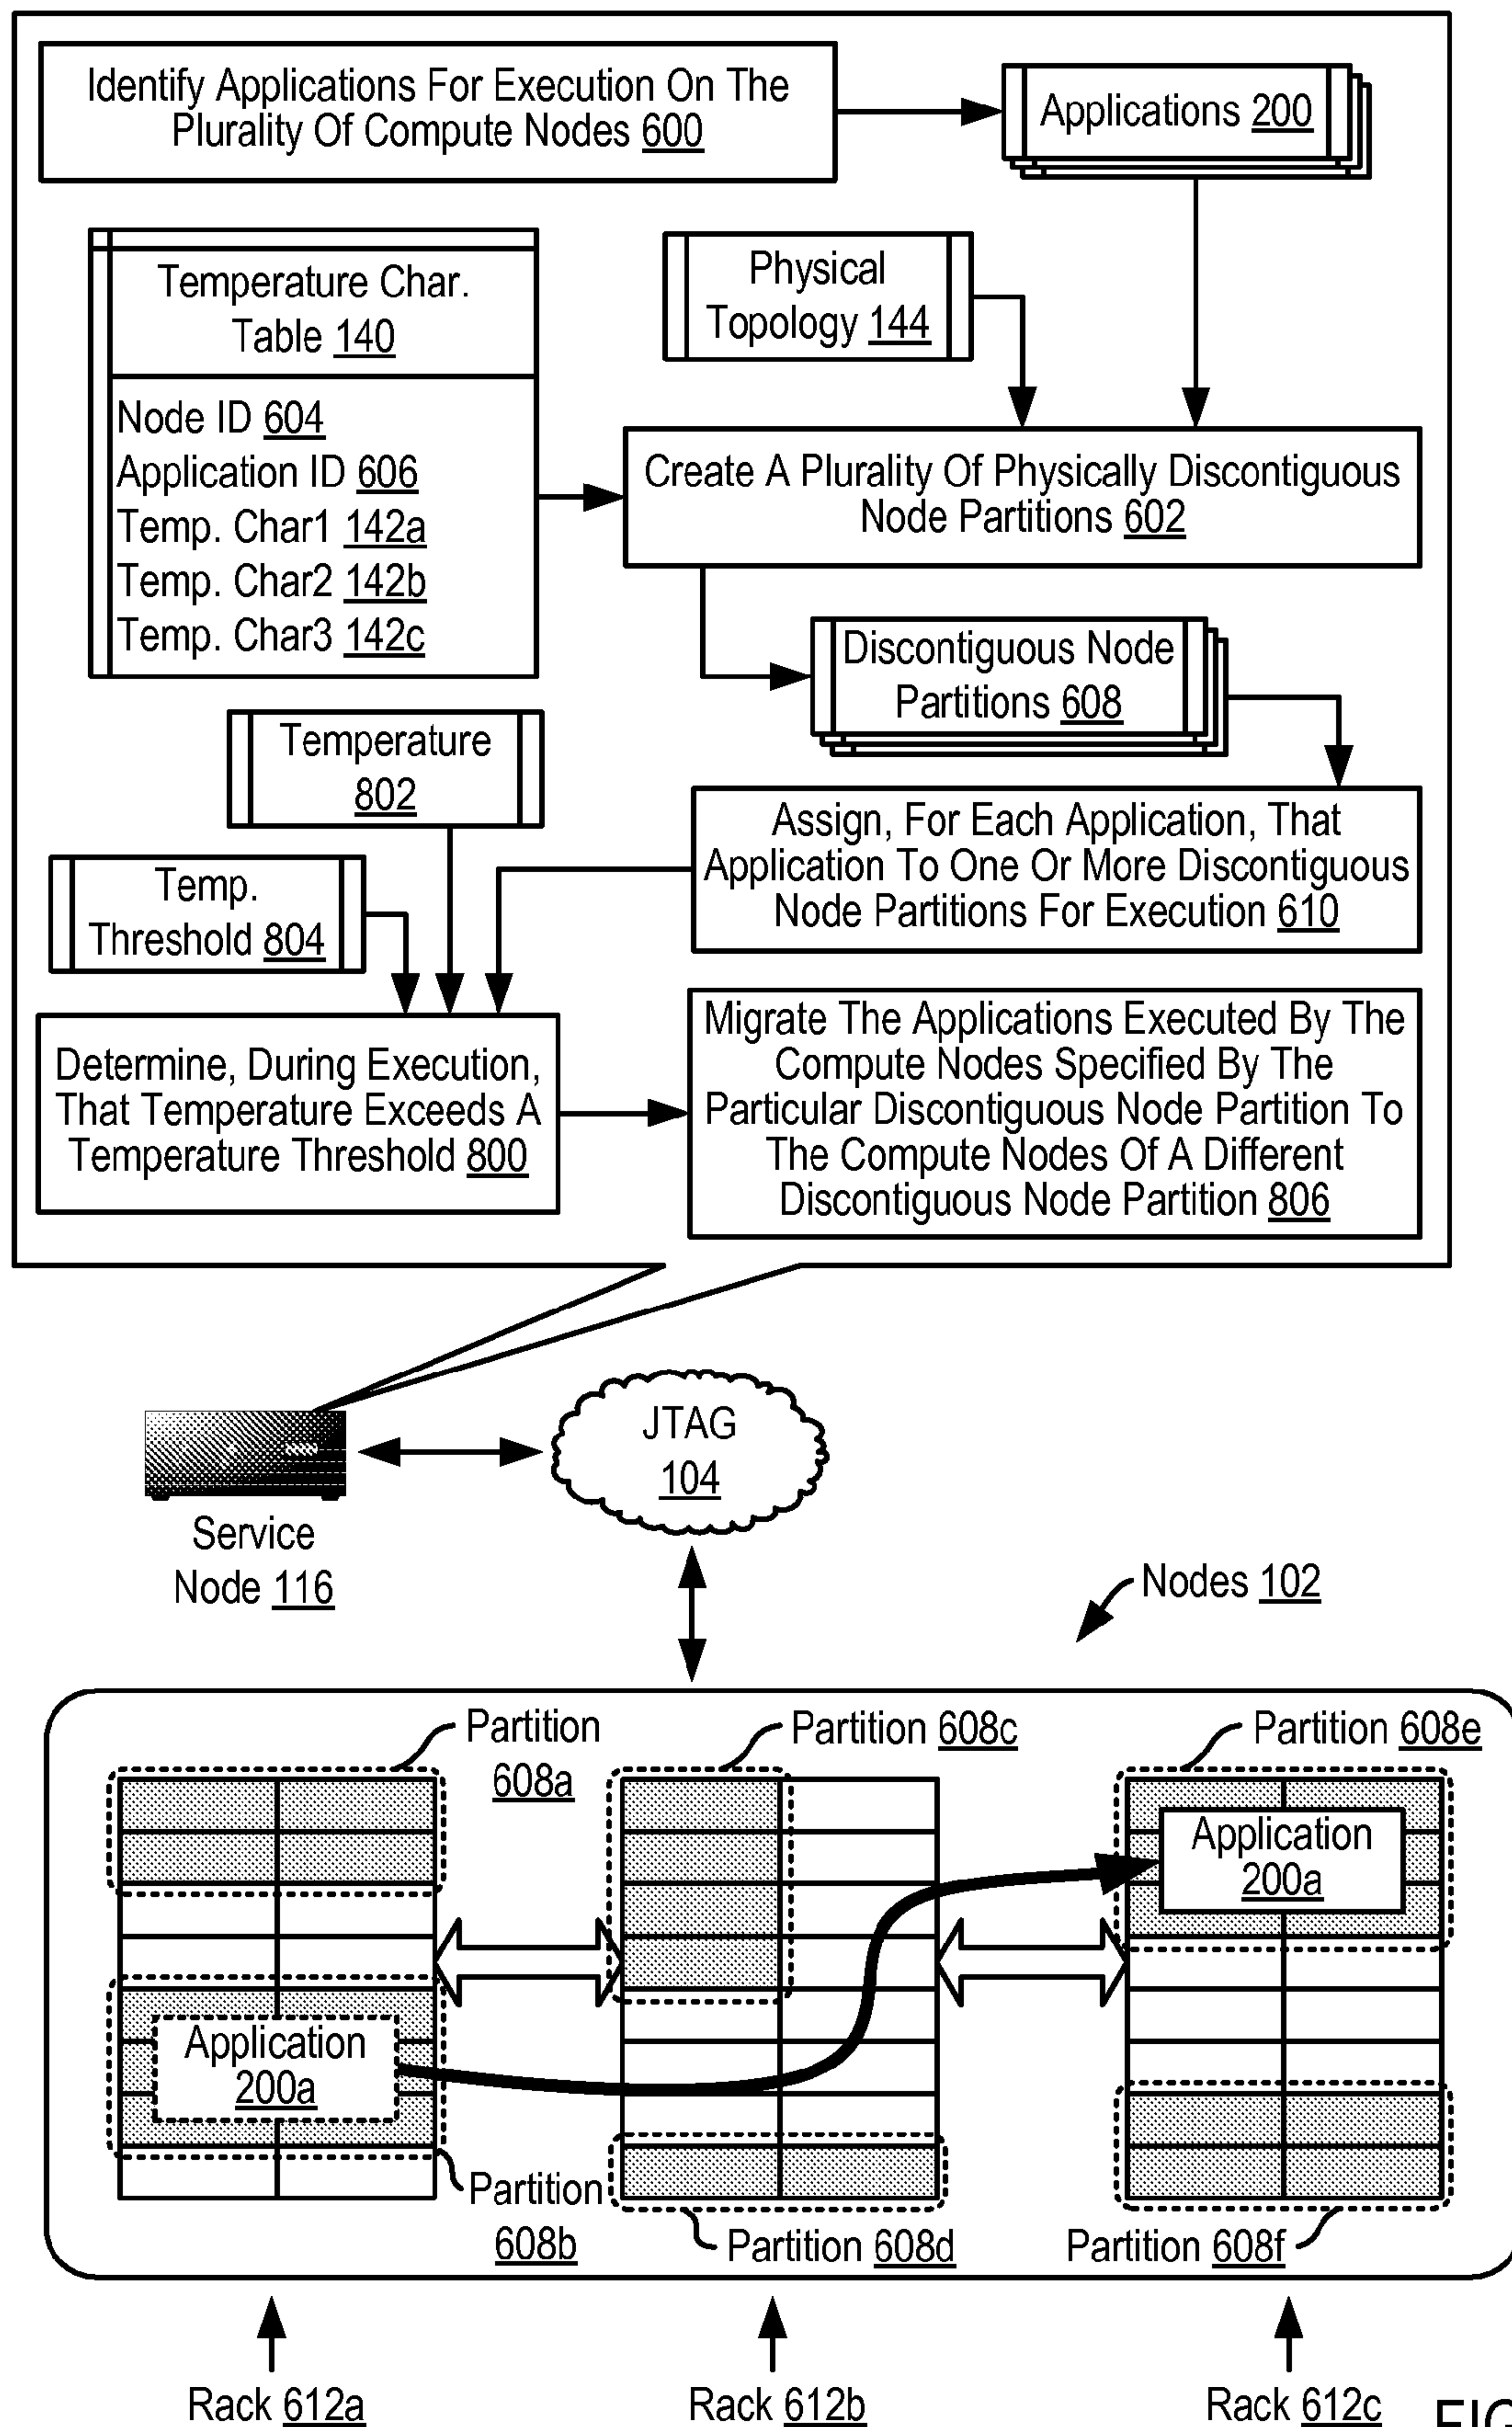 Identify Applications For Execution On The
Plurality Of Compute Nodes 600
Applications 200
Temperature Char.
Table 140
Node ID 604
Application ID 606
Temp. Char1 142a
Temp. Char2 142b
Temp. Char3 142c
Physical
Topology 144
Create A Plurality Of Physically Discontiguous
Node Partitions 602
Discontiguous Node
Partitions 608
Temperature
802
Temp.
Threshold 804
Assign, For Each Application, That
Application To One Or More Discontiguous
Node Partitions For Execution 610
Determine, During Execution,
That Temperature Exceeds A
Temperature Threshold 800
Migrate The Applications Executed By The
Compute Nodes Specified By The
Particular Discontiguous Node Partition To
The Compute Nodes Of A Different
Discontiguous Node Partition 806
JTAG
104
Service
Node 116
Nodes 102
Partition
608a
Partition 608c
Partition 608e
Application
200a
Application
200a
Partition
608b
Partition 608d
Partition 608f
Rack 612a
Rack 612b
Rack 612c